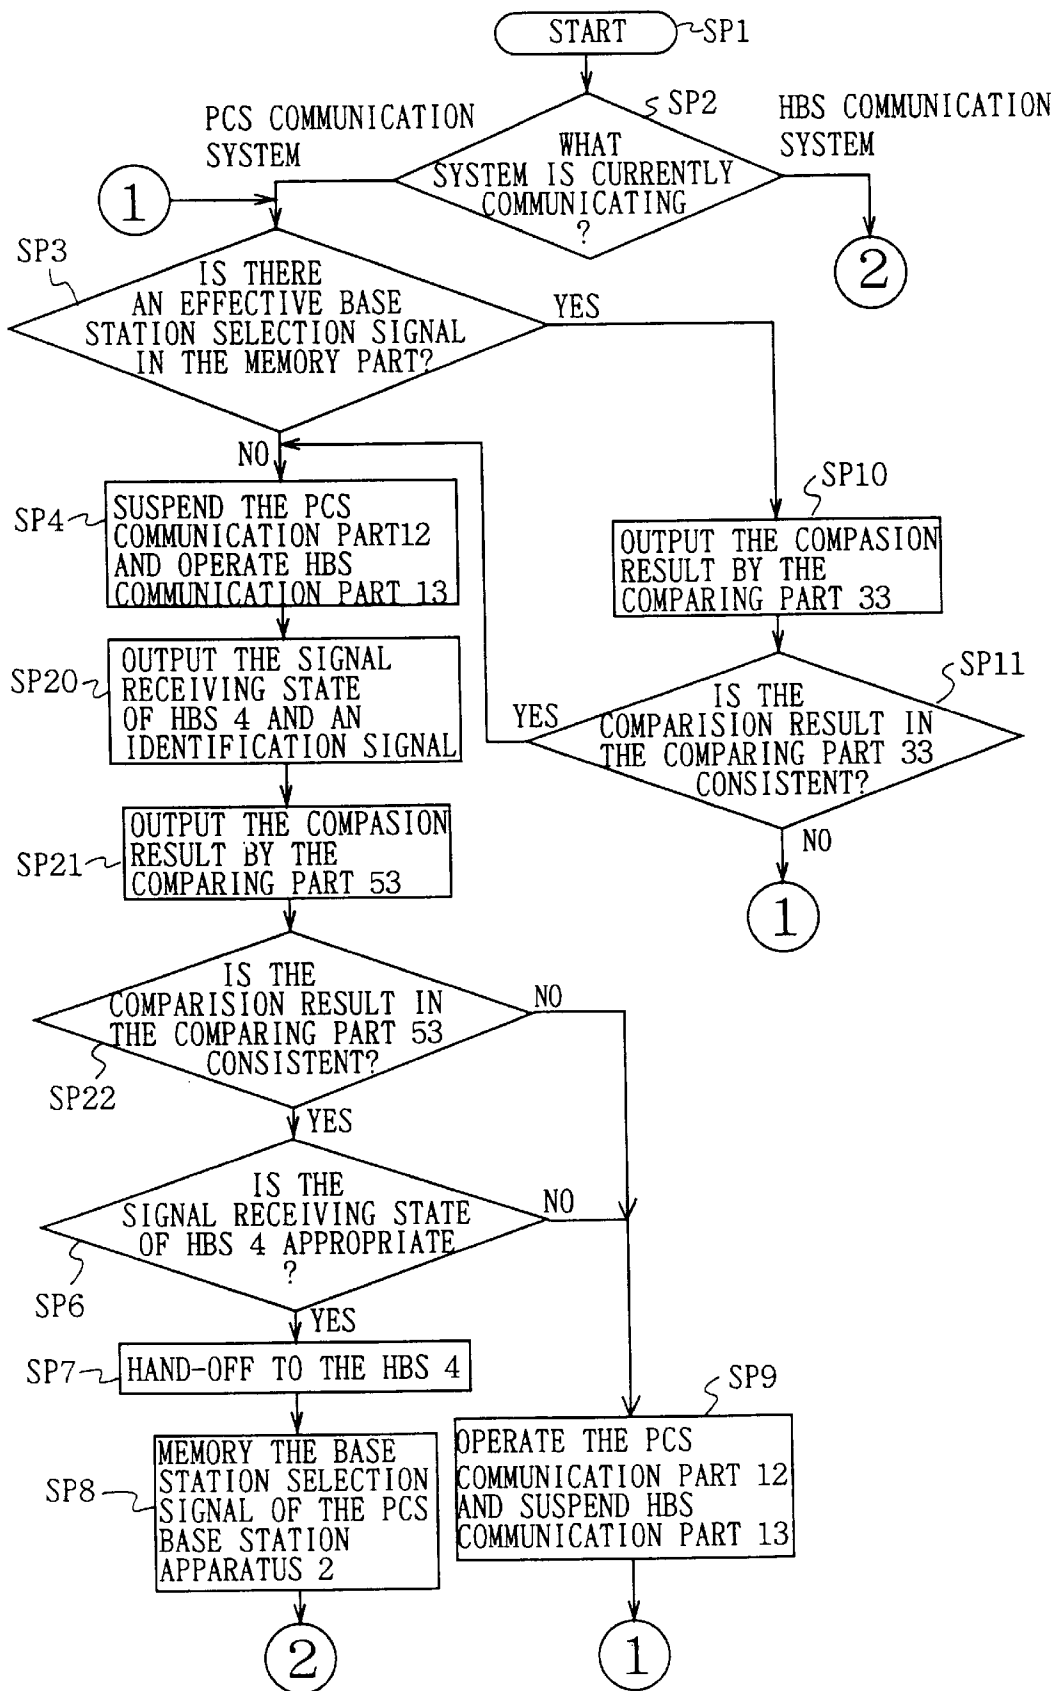 START
SP1
SP2
PCS COMMUNICATION
SYSTEM
HBS COMMUNICATION
SYSTEM
WHAT
SYSTEM IS CURRENTLY
COMMUNICATING
?
1
2
SP3
IS THERE
AN EFFECTIVE BASE
STATION SELECTION SIGNAL
IN THE MEMORY PART?
YES
NO
SP4
SUSPEND THE PCS
COMMUNICATION PART12
AND OPERATE HBS
COMMUNICATION PART 13
SP10
OUTPUT THE COMPASION
RESULT BY THE
COMPARING PART 33
SP20
OUTPUT THE SIGNAL
RECEIVING STATE
OF HBS 4 AND AN
IDENTIFICATION SIGNAL
SP11
YES
IS THE
COMPARISION RESULT IN
THE COMPARING PART 33
CONSISTENT?
NO
1
SP21
OUTPUT THE COMPASION
RESULT BY THE
COMPARING PART 53
IS THE
COMPARISION RESULT IN
THE COMPARING PART 53
CONSISTENT?
NO
SP22
YES
IS THE
SIGNAL RECEIVING STATE
OF HBS 4 APPROPRIATE
?
NO
SP6
YES
SP7
HAND-OFF TO THE HBS 4
SP9
SP8
MEMORY THE BASE
STATION SELECTION
SIGNAL OF THE PCS
BASE STATION
APPARATUS 2
OPERATE THE PCS
COMMUNICATION PART 12
AND SUSPEND HBS
COMMUNICATION PART 13
2
1